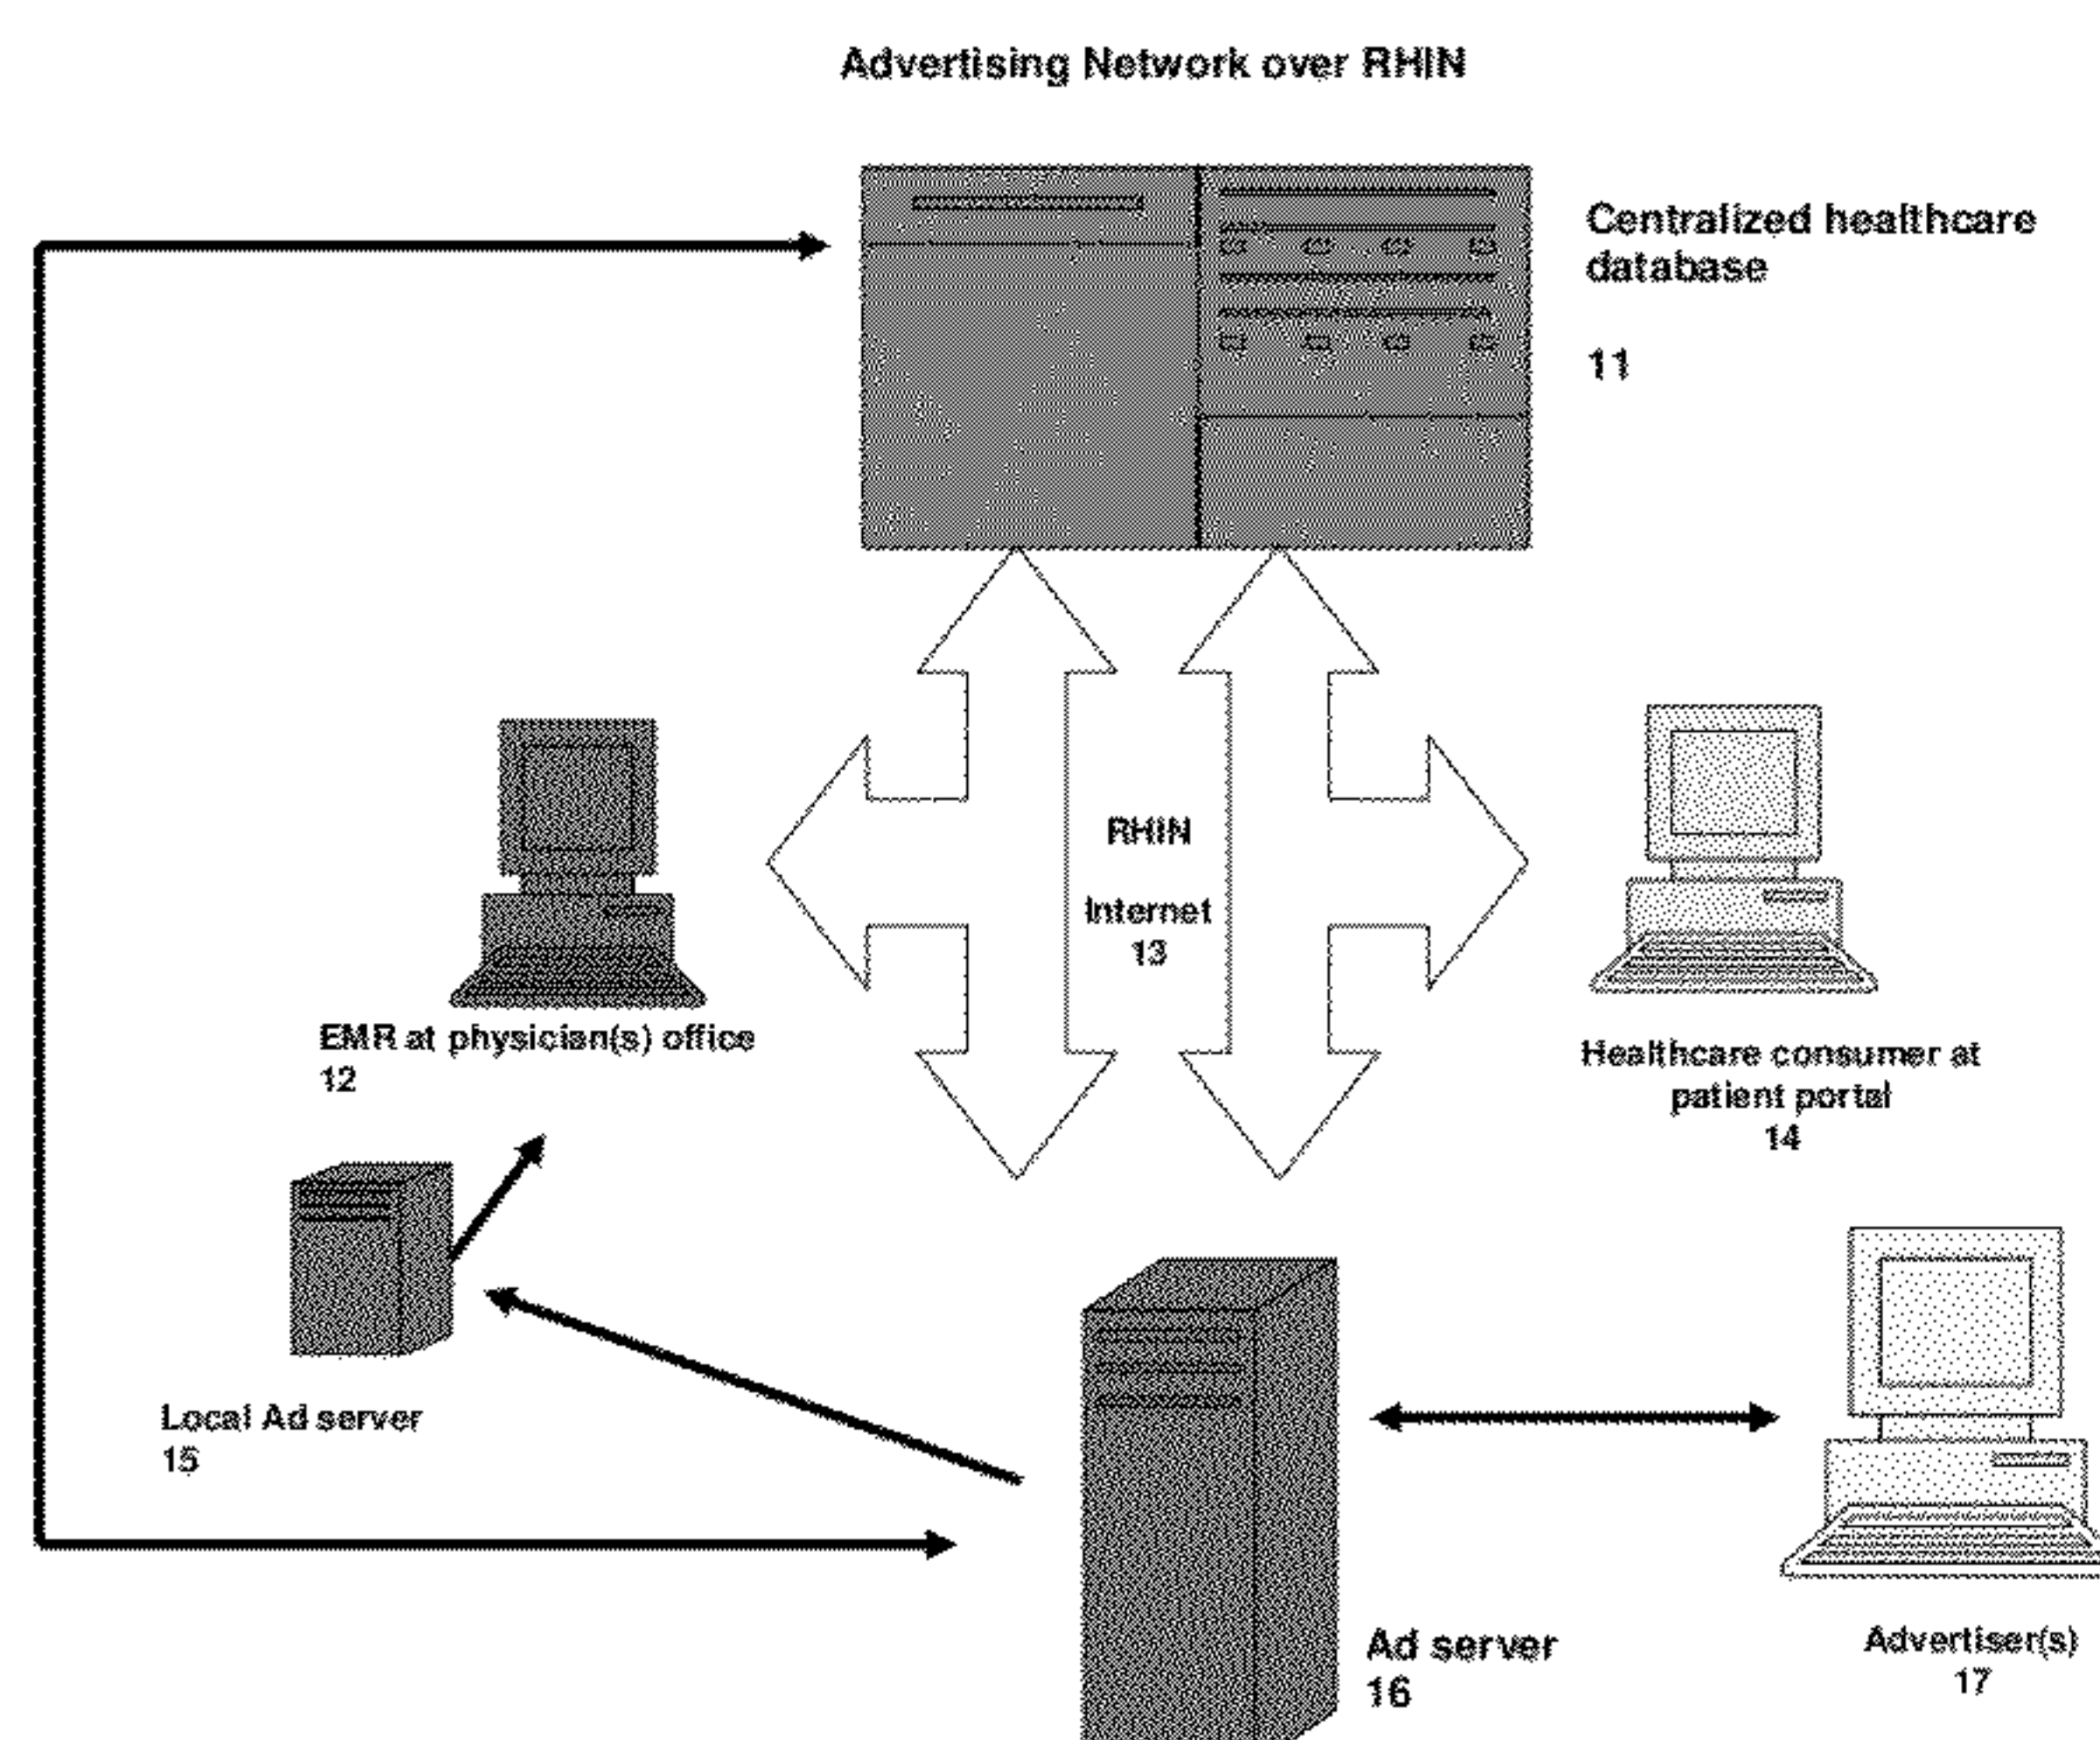 Advertising Network over RHIN
Centralized healthcare
database
11
RHIN
Internet
13
EMR at physician(s) office
12
Healthcare consumer at
patient portal
14
Local Ad server
15
Ad server
16
Advertiser(s)
17